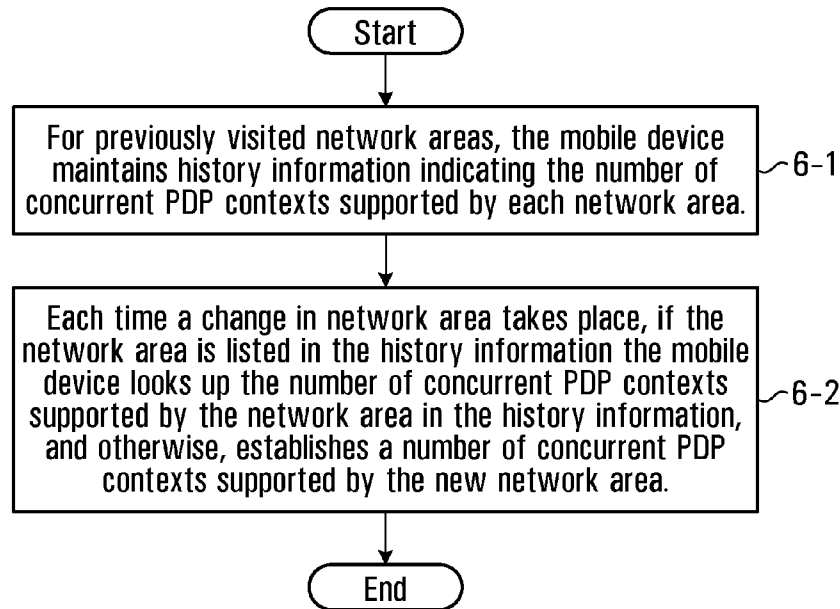 Start
For previously visited network areas, the mobile device
maintains history information indicating the number of
concurrent PDP contexts supported by each network area.
6-1
Each time a change in network area takes place, if the
network area is listed in the history information the mobile
device looks up the number of concurrent PDP contexts
supported by the network area in the history information,
and otherwise, establishes a number of concurrent PDP
contexts supported by the new network area.
6-2
End